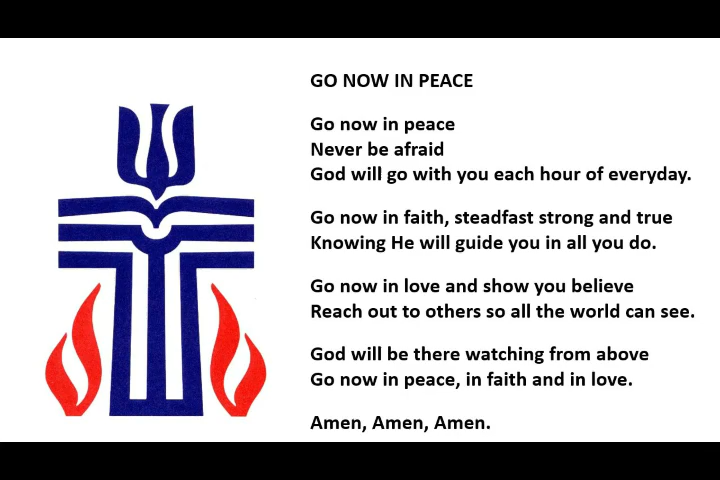 GO NOW IN PEACE
Go now in peace
Never be afraid
God will go with you each hour of everyday.
Go now in faith, steadfast strong and true
Knowing He will guide you in all you do.
Go now in love and show you believe
Reach out to others so all the world can see.
God will be there watching from above
Go now in peace, in faith and in love.
Amen, Amen, Amen.